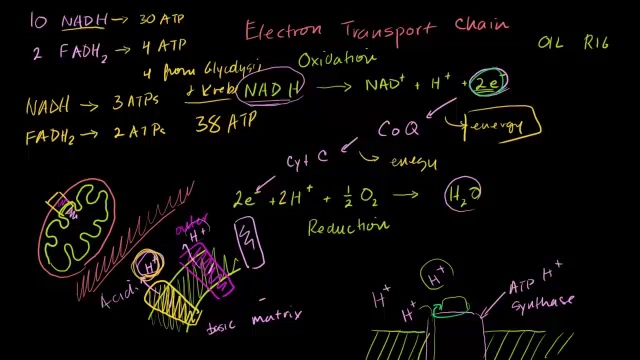 Electron Transport Chain
10 NADH → 30 ATP
2 FADH₂ → 4 ATP
4 from Glycolysis
+ Krebs
NADH → 3 ATPs
FADH₂ → 2 ATPs
38 ATP
Oxidation
OIL RIG
NADH → NAD⁺ + H⁺ + 2e⁻
CoQ
energy
Cyt C
energy
2e⁻ + 2H⁺ + ½ O₂ → H₂O
Reduction
outer
H⁺
H⁺
Acidic
matrix
H⁺
H⁺
H⁺
ATP H⁺
Synthase